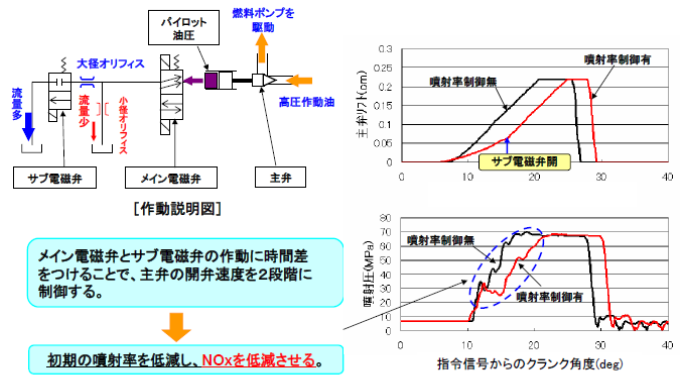 パイロット
油圧
燃料ポンプを
駆動
大径オリフィス
流量多
流量少
小径オリフィス
高圧作動油
サブ電磁弁
メイン電磁弁
主弁
[作動説明図]
メイン電磁弁とサブ電磁弁の作動に時間差
をつけることで、主弁の開弁速度を2段階に
制御する。
初期の噴射率を低減し、NOxを低減させる。
主弁リフト(cm)
0.3
0.25
0.2
0.15
0.1
0.05
0
噴射率制御無
噴射率制御有
サブ電磁弁開
0
10
20
30
40
噴射圧(MPa)
80
70
60
50
40
30
20
10
0
噴射率制御無
噴射率制御有
0
10
20
30
40
指令信号からのクランク角度(deg)